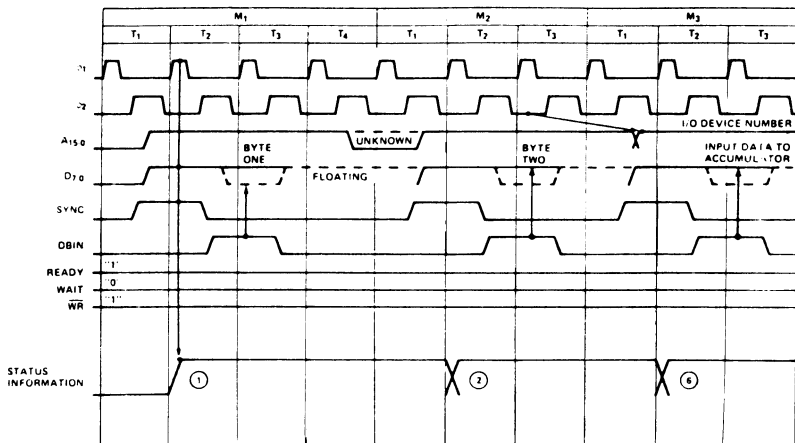 M1 M2 M3
T1 T2 T3 T4 T1 T2 T3 T1 T2 T3
I/O DEVICE NUMBER
A15-0
UNKNOWN
BYTE ONE
BYTE TWO
INPUT DATA TO
D7-0
FLOATING
SYNC
DBIN
READY "1"
WAIT "0"
WR "1"
STATUS
INFORMATION
1 2 6